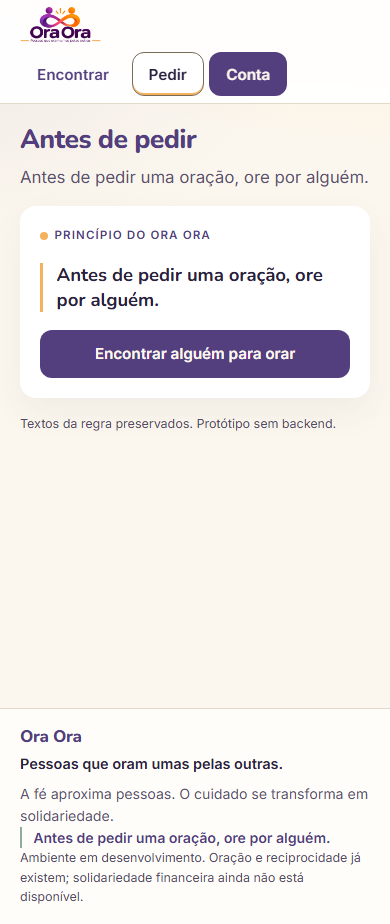 Ora Ora
Encontrar
Pedir
Conta
Antes de pedir
Antes de pedir uma oração, ore por alguém.
PRINCÍPIO DO ORA ORA
Antes de pedir uma oração, ore
por alguém.
Encontrar alguém para orar
Textos da regra preservados. Protótipo sem backend.
Ora Ora
Pessoas que oram umas pelas outras.
A fé aproxima pessoas. O cuidado se transforma em
solidariedade.
Antes de pedir uma oração, ore por alguém.
Ambiente em desenvolvimento. Oração e reciprocidade já
existem; solidariedade financeira ainda não está
disponível.